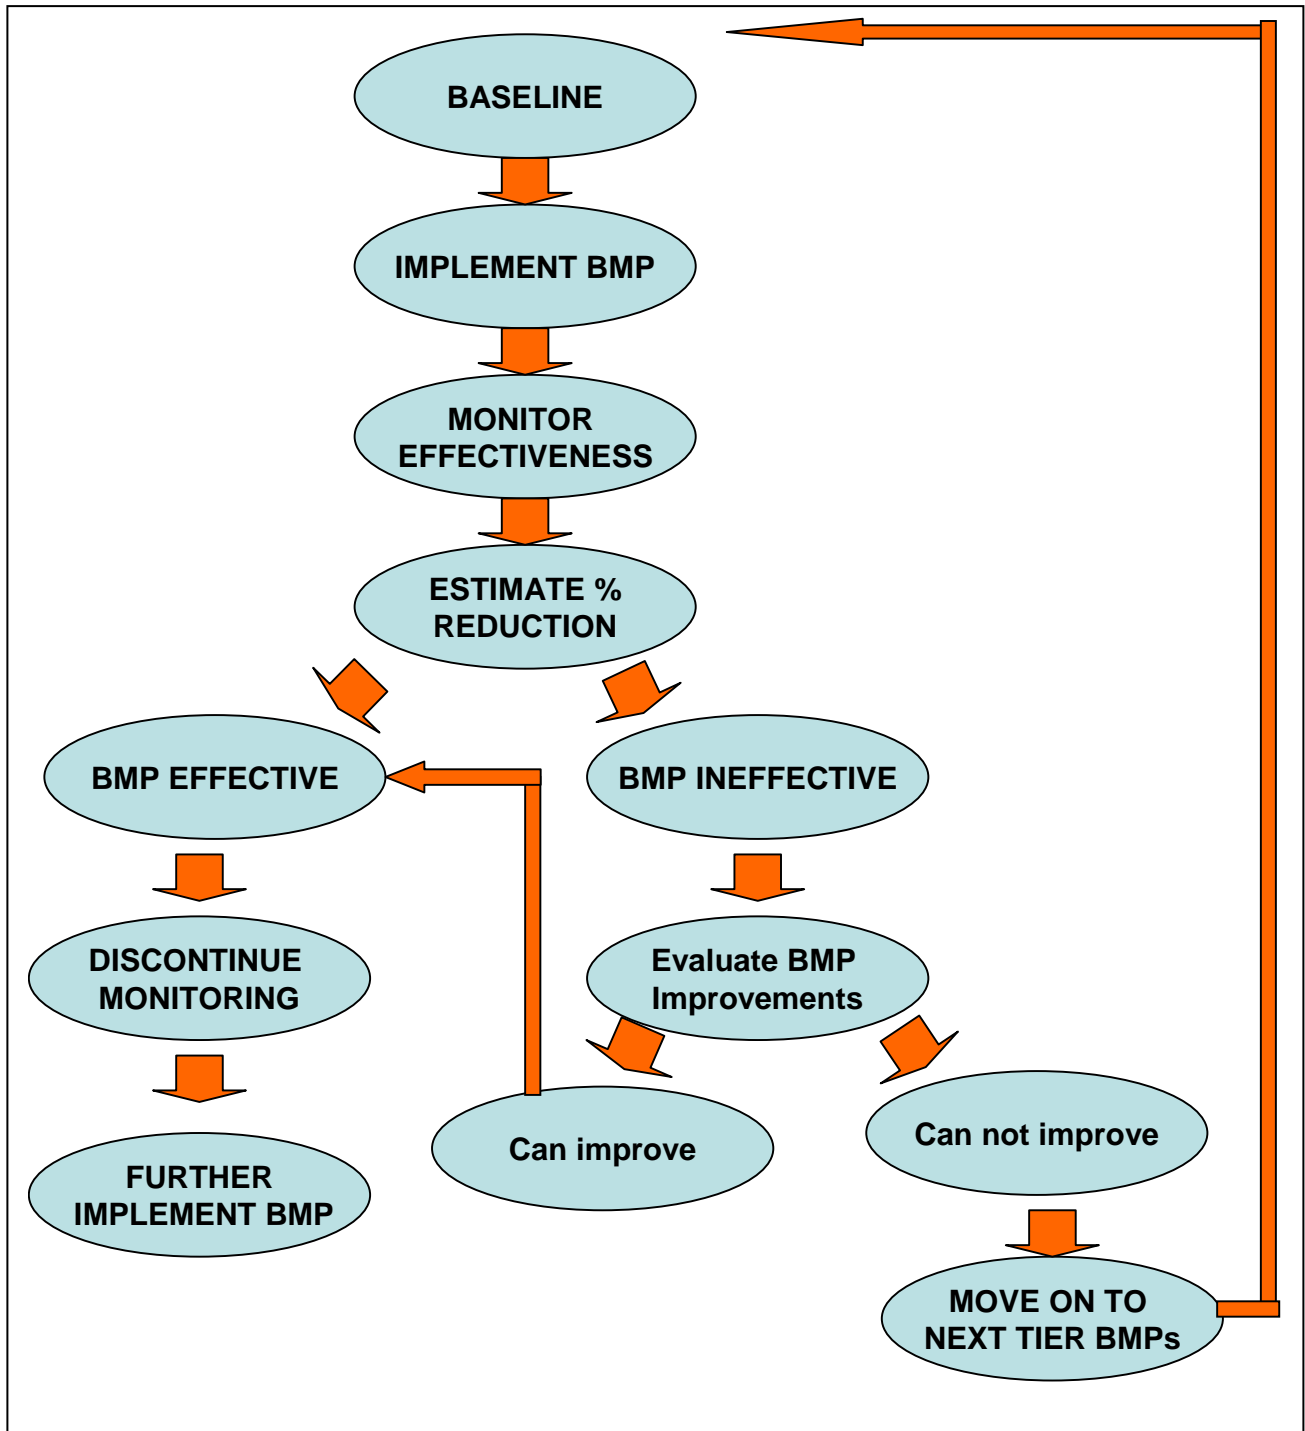 BASELINE
IMPLEMENT BMP
MONITOR
EFFECTIVENESS
ESTIMATE %
REDUCTION
BMP EFFECTIVE
BMP INEFFECTIVE
DISCONTINUE
MONITORING
Evaluate BMP
Improvements
Can improve
Can not improve
FURTHER
IMPLEMENT BMP
MOVE ON TO
NEXT TIER BMPs